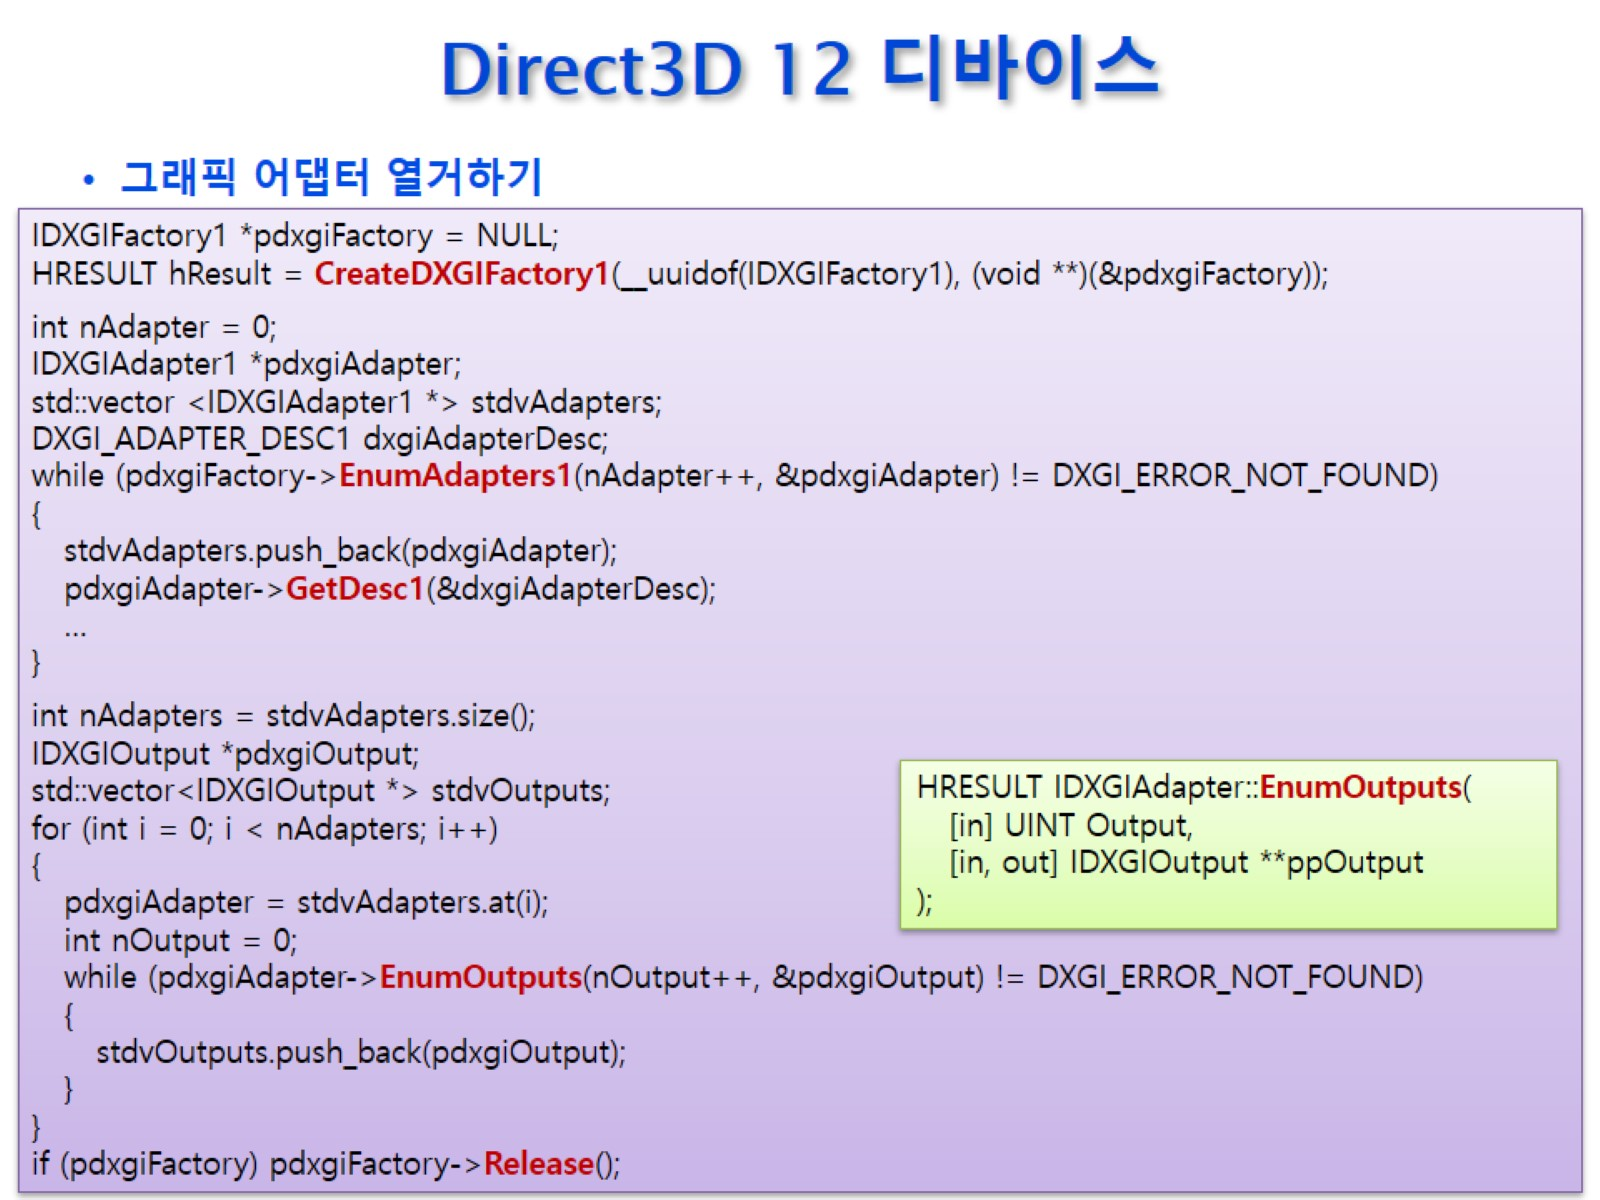 Direct3D 12 디바이스
• 그래픽 어댑터 열거하기
IDXGIFactory1 *pdxgiFactory = NULL;
HRESULT hResult = CreateDXGIFactory1(__uuidof(IDXGIFactory1), (void **)(&pdxgiFactory));
int nAdapter = 0;
IDXGIAdapter1 *pdxgiAdapter;
std::vector <IDXGIAdapter1 *> stdvAdapters;
DXGI_ADAPTER_DESC1 dxgiAdapterDesc;
while (pdxgiFactory->EnumAdapters1(nAdapter++, &pdxgiAdapter) != DXGI_ERROR_NOT_FOUND)
{
    stdvAdapters.push_back(pdxgiAdapter);
    pdxgiAdapter->GetDesc1(&dxgiAdapterDesc);
    ...
}
int nAdapters = stdvAdapters.size();
IDXGIOutput *pdxgiOutput;
std::vector<IDXGIOutput *> stdvOutputs;
for (int i = 0; i < nAdapters; i++)
{
    pdxgiAdapter = stdvAdapters.at(i);
    int nOutput = 0;
    while (pdxgiAdapter->EnumOutputs(nOutput++, &pdxgiOutput) != DXGI_ERROR_NOT_FOUND)
    {
        stdvOutputs.push_back(pdxgiOutput);
    }
}
if (pdxgiFactory) pdxgiFactory->Release();
HRESULT IDXGIAdapter::EnumOutputs(
    [in] UINT Output,
    [in, out] IDXGIOutput **ppOutput
);